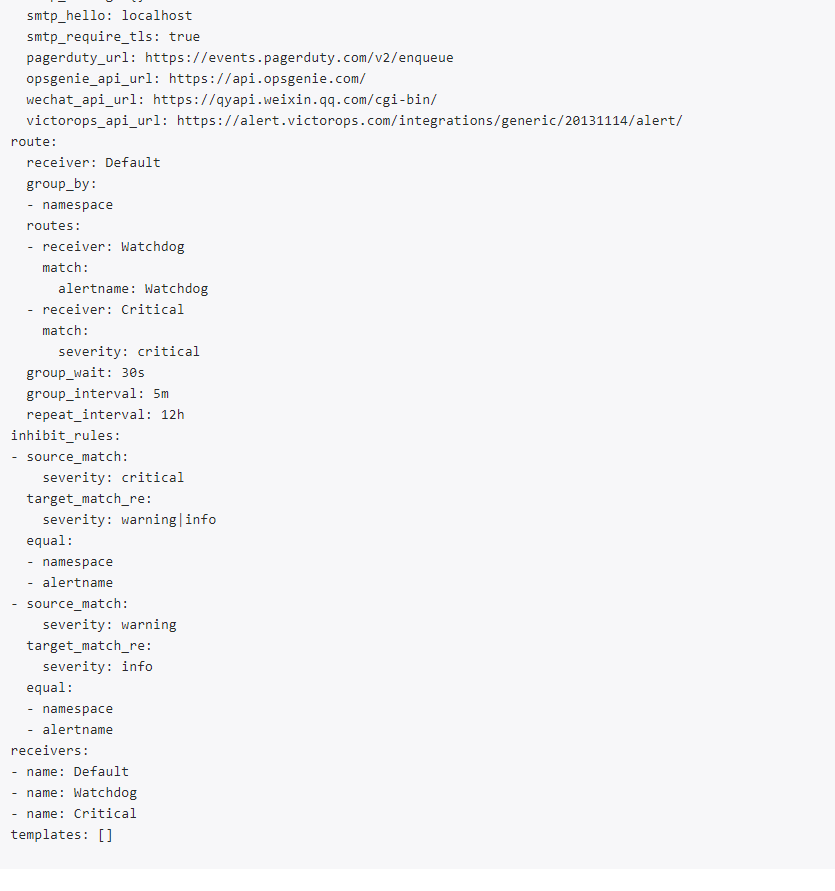 smtp_hello: localhost
smtp_require_tls: true
pagerduty_url: https://events.pagerduty.com/v2/enqueue
opsgenie_api_url: https://api.opsgenie.com/
wechat_api_url: https://qyapi.weixin.qq.com/cgi-bin/
victorops_api_url: https://alert.victorops.com/integrations/generic/20131114/alert/
route:
  receiver: Default
  group_by:
  - namespace
  routes:
  - receiver: Watchdog
    match:
      alertname: Watchdog
  - receiver: Critical
    match:
      severity: critical
  group_wait: 30s
  group_interval: 5m
  repeat_interval: 12h
inhibit_rules:
- source_match:
    severity: critical
  target_match_re:
    severity: warning|info
  equal:
  - namespace
  - alertname
- source_match:
    severity: warning
  target_match_re:
    severity: info
  equal:
  - namespace
  - alertname
receivers:
- name: Default
- name: Watchdog
- name: Critical
templates: []